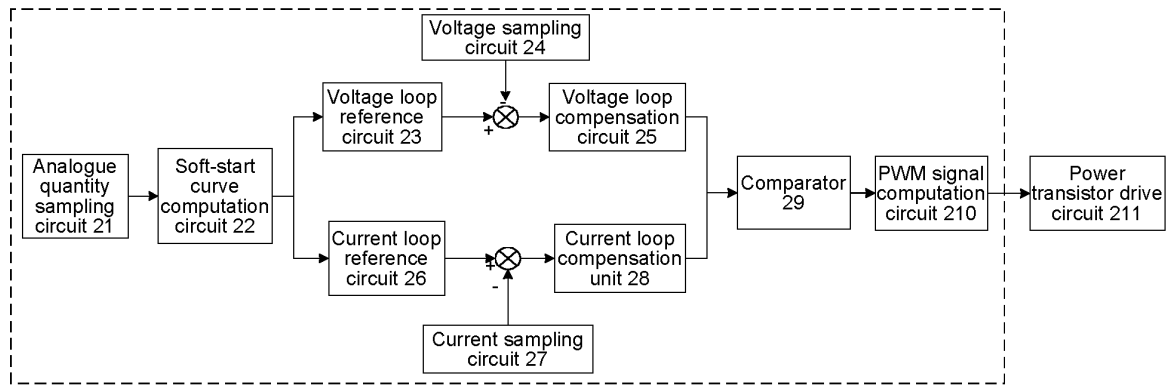 Voltage sampling
circuit 24
Voltage loop
reference
circuit 23
-
+
Voltage loop
compensation
circuit 25
Analogue
quantity
sampling
circuit 21
Soft-start
curve
computation
circuit 22
Comparator
29
PWM signal
computation
circuit 210
Power
transistor drive
circuit 211
Current loop
reference
circuit 26
+
-
Current loop
compensation
unit 28
Current sampling
circuit 27